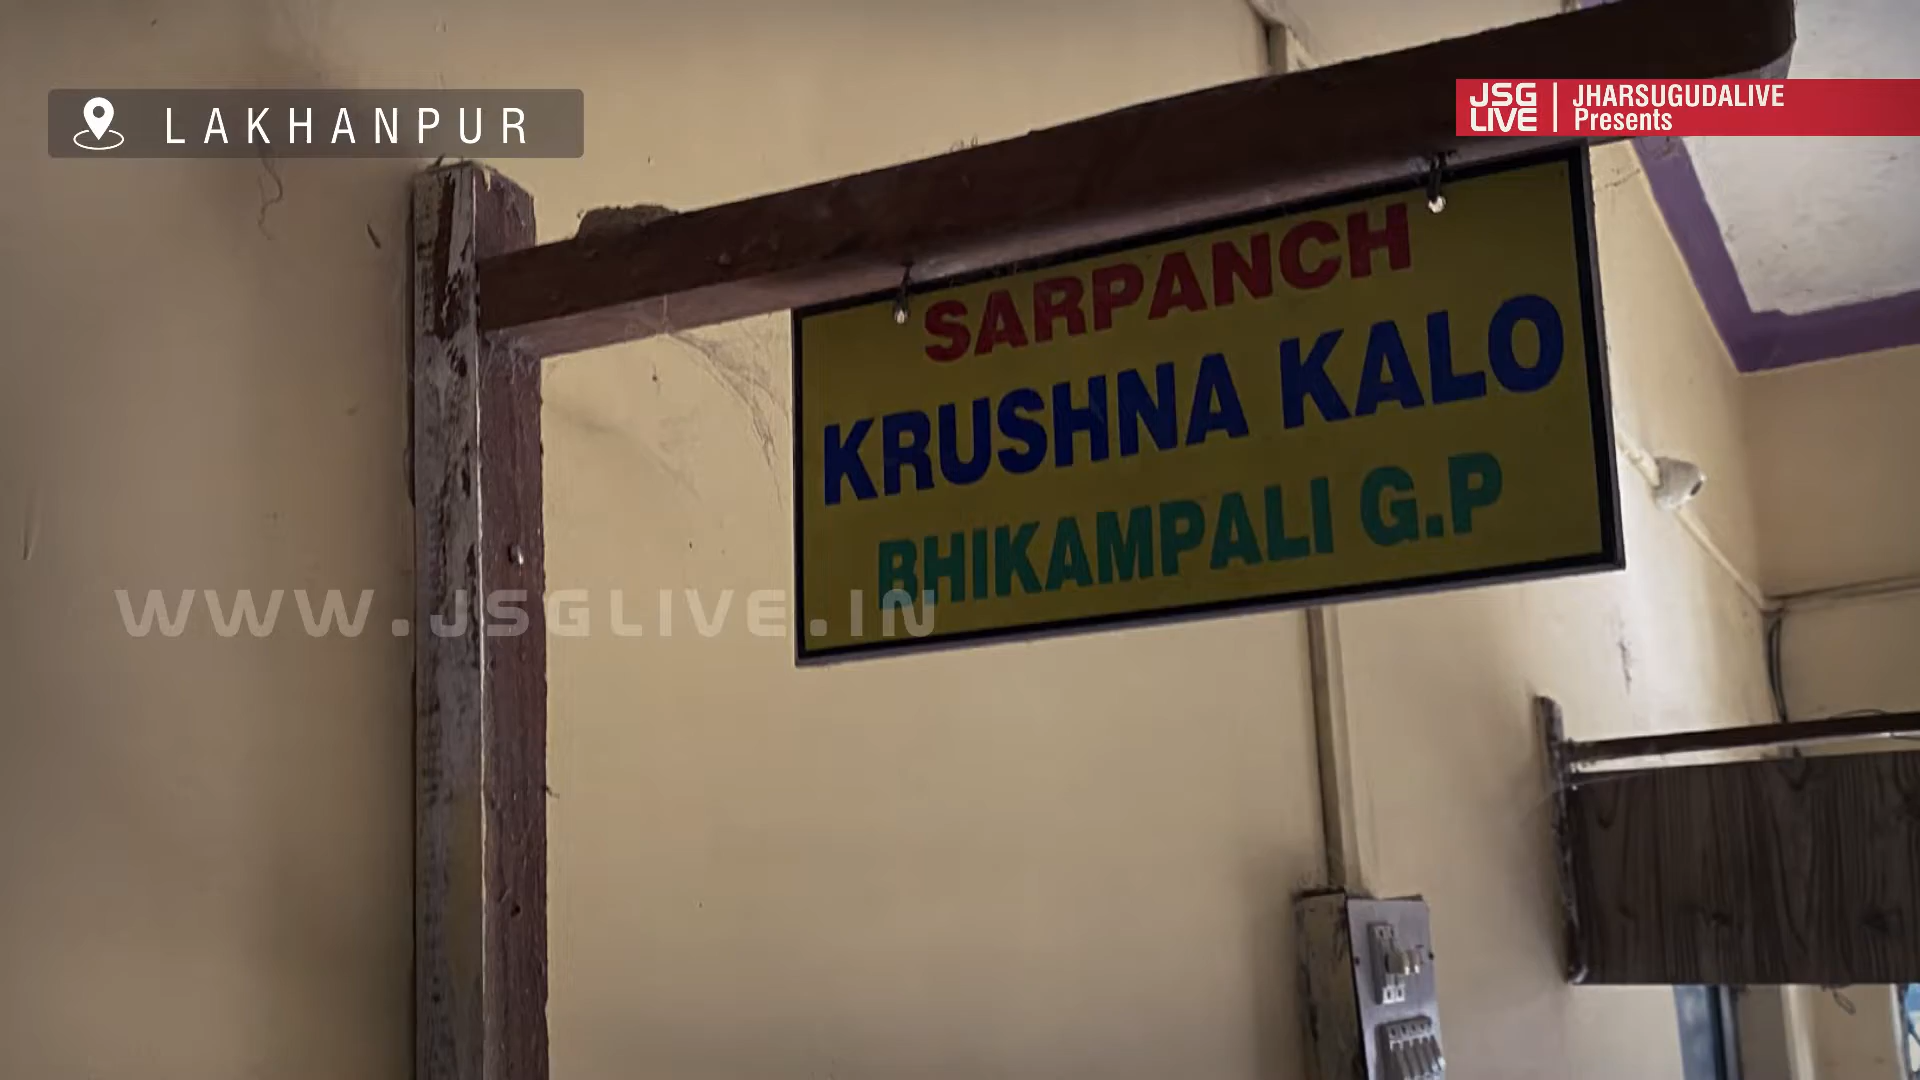 LAKHANPUR
JSG LIVE
JHARSUGUDALIVE
Presents
SARPANCH
KRUSHNA KALO
BHIKAMPALI G.P
WWW.JSGLIVE.IN